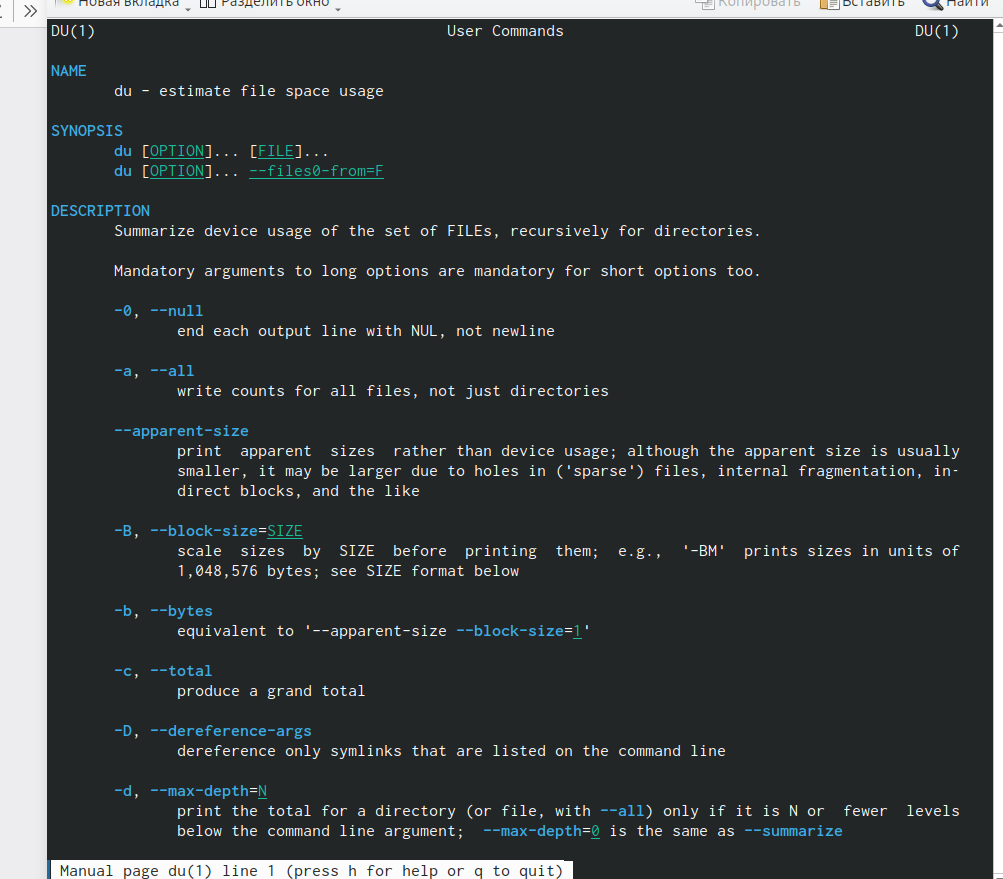 Новая вкладка Разделить окно Копировать Вставить Найти
DU(1) User Commands DU(1)
NAME
du - estimate file space usage
SYNOPSIS
du [OPTION]... [FILE]...
du [OPTION]... --files0-from=F
DESCRIPTION
Summarize device usage of the set of FILEs, recursively for directories.
Mandatory arguments to long options are mandatory for short options too.
-0, --null
end each output line with NUL, not newline
-a, --all
write counts for all files, not just directories
--apparent-size
print apparent sizes rather than device usage; although the apparent size is usually
smaller, it may be larger due to holes in ('sparse') files, internal fragmentation, in-
direct blocks, and the like
-B, --block-size=SIZE
scale sizes by SIZE before printing them; e.g., '-BM' prints sizes in units of
1,048,576 bytes; see SIZE format below
-b, --bytes
equivalent to '--apparent-size --block-size=1'
-c, --total
produce a grand total
-D, --dereference-args
dereference only symlinks that are listed on the command line
-d, --max-depth=N
print the total for a directory (or file, with --all) only if it is N or fewer levels
below the command line argument; --max-depth=0 is the same as --summarize
Manual page du(1) line 1 (press h for help or q to quit)